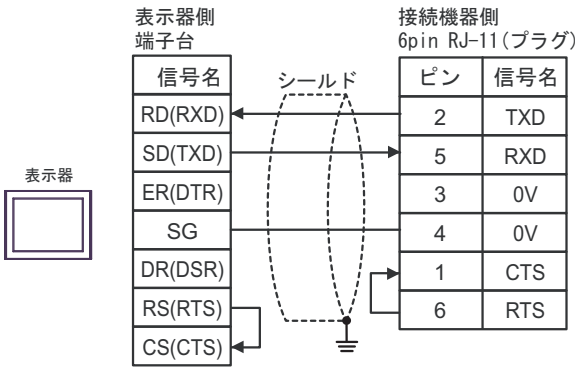 表示器側
端子台
接続機器側
6pin RJ-11(プラグ)
信号名
シールド
ピン 信号名
RD(RXD) 2 TXD
SD(TXD) 5 RXD
表示器
ER(DTR) 3 0V
SG 4 0V
DR(DSR) 1 CTS
RS(RTS) 6 RTS
CS(CTS)